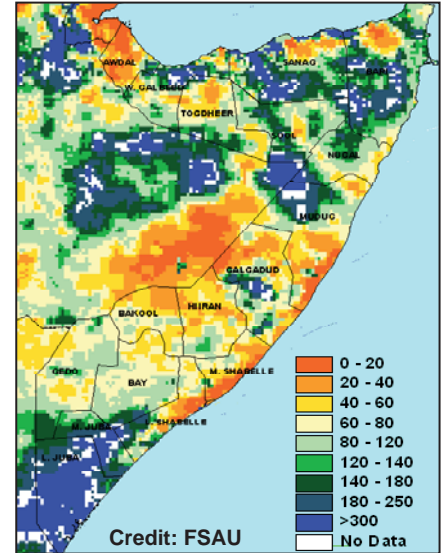 AWDAL
SANAG
BARI
W. GALBEED
TOGDHEER
SOOL
NUGAL
MUDUG
GALGADUD
HIIRAN
BAKOOL
GEDO
BAY
M. SHABELLE
L. SHABELLE
M. JUBA
L. JUBA
0 - 20
20 - 40
40 - 60
60 - 80
80 - 120
120 - 140
140 - 180
180 - 250
>300
No Data
Credit: FSAU